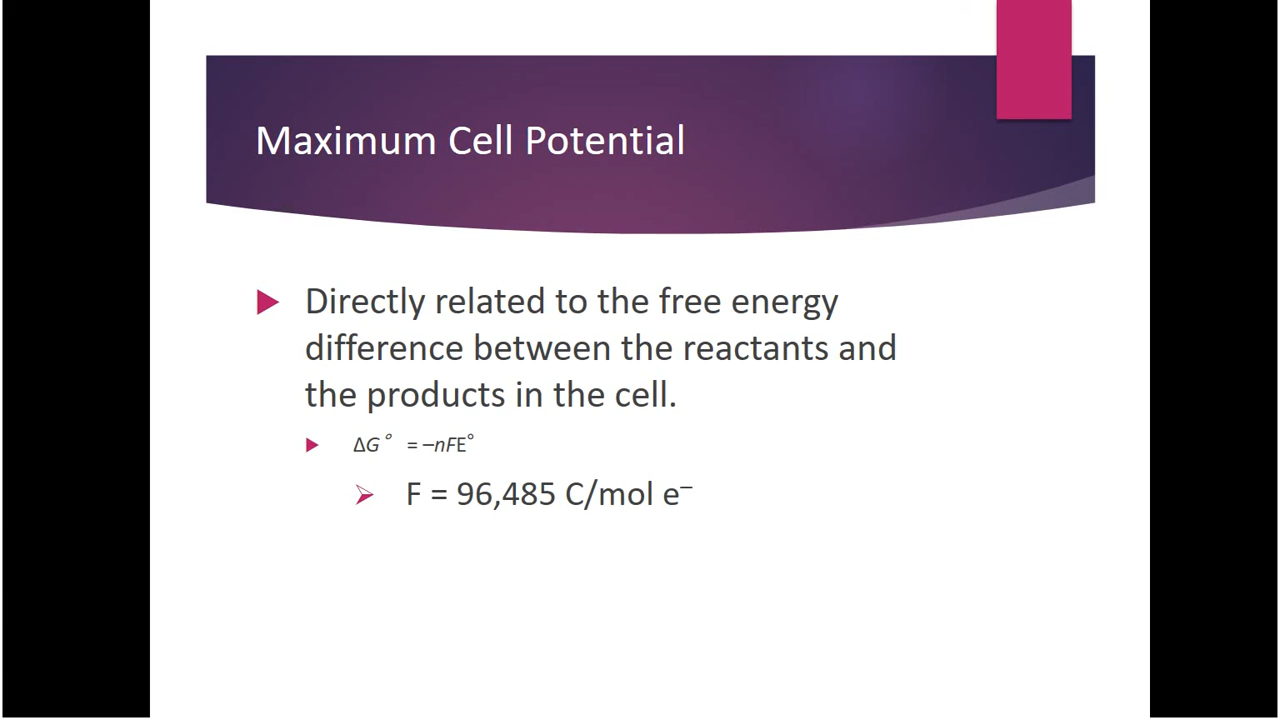 Maximum Cell Potential
Directly related to the free energy
difference between the reactants and
the products in the cell.
ΔG° = –nFE°
F = 96,485 C/mol e⁻